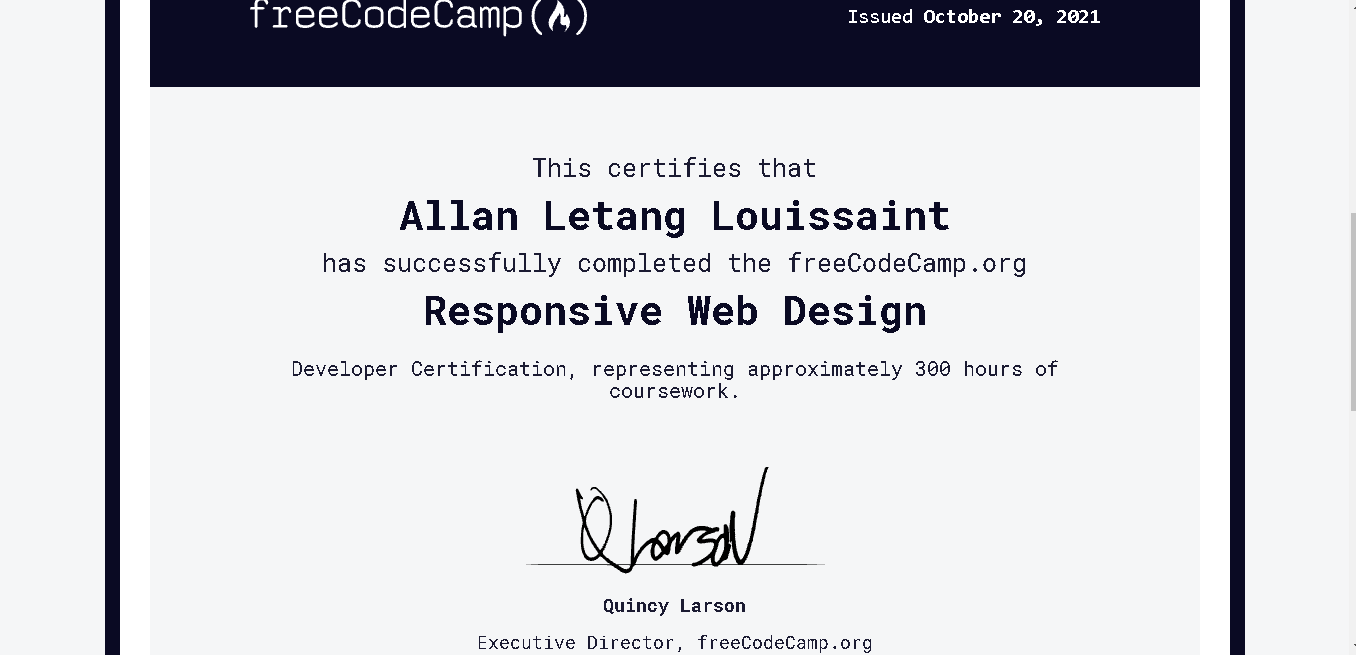 freeCodeCamp
Issued October 20, 2021
This certifies that
Allan Letang Louissaint
has successfully completed the freeCodeCamp.org
Responsive Web Design
Developer Certification, representing approximately 300 hours of
coursework.
Q Larson
Quincy Larson
Executive Director, freeCodeCamp.org